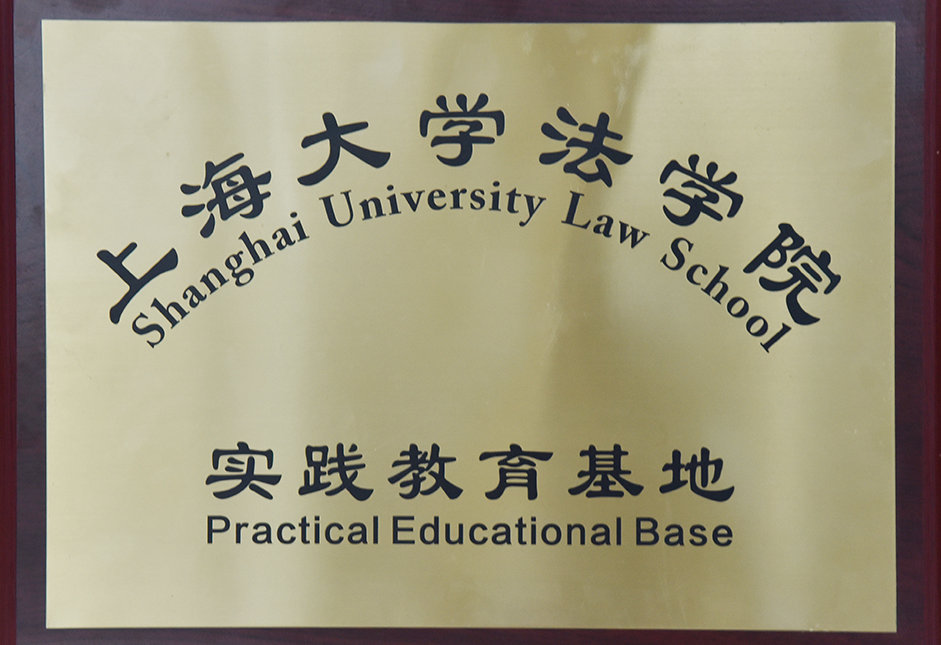 上海大学法学院
Shanghai University Law School
实践教育基地
Practical Educational Base